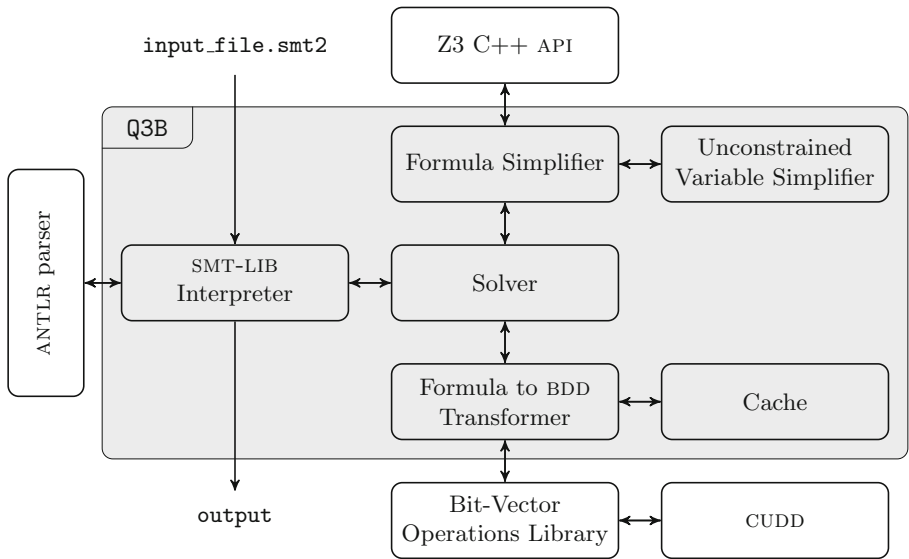 input_file.smt2
Z3 C++ API
Q3B
Formula Simplifier
Unconstrained
Variable Simplifier
ANTLR parser
SMT-LIB
Interpreter
Solver
Formula to BDD
Transformer
Cache
output
Bit-Vector
Operations Library
CUDD